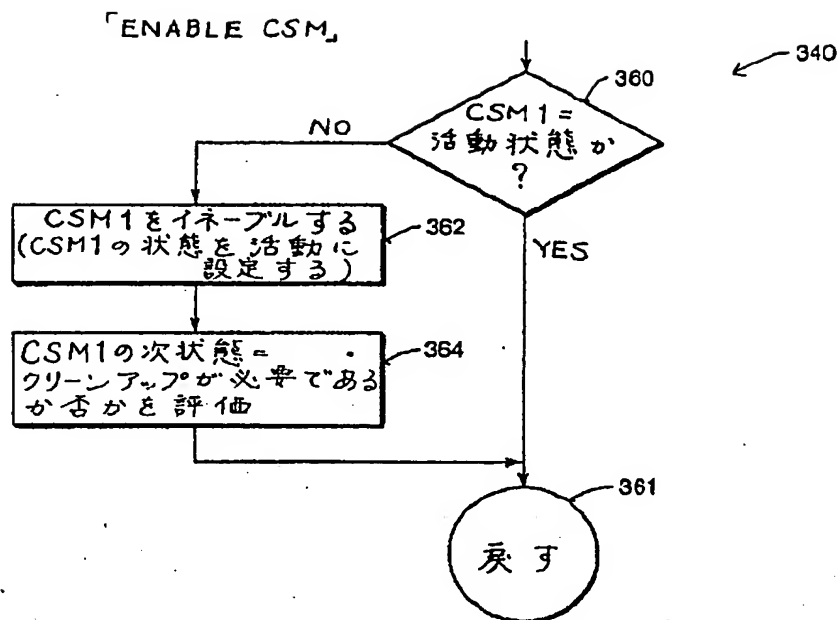 「ENABLE CSM」
340
360
CSM1=
活動状態か
?
NO
YES
CSM1をイネーブルする
(CSM1の状態を活動に
設定する)
362
CSM1の次状態=
クリーンアップが必要である
か否かを評価
364
361
戻す